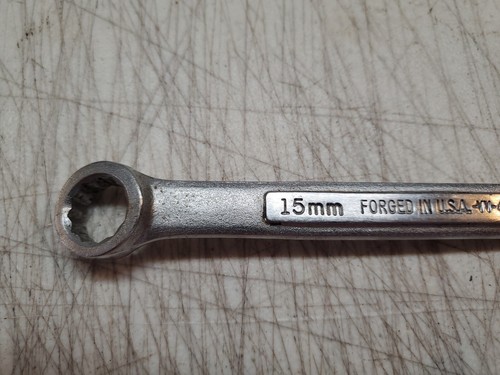 15mm FORGED IN U.S.A.